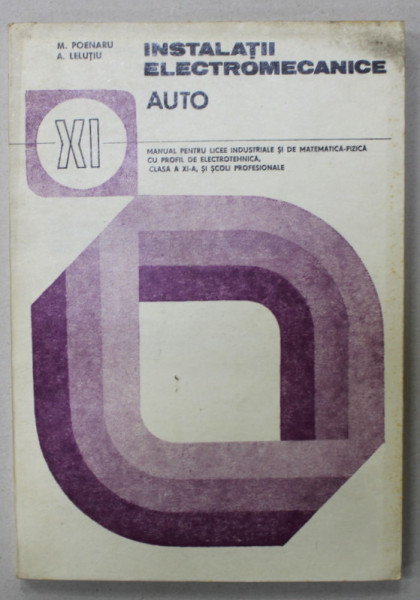 M. POENARU
A. LELUȚIU
INSTALAȚII
ELECTROMECANICE
AUTO
XI
MANUAL PENTRU LICEE INDUSTRIALE ȘI DE MATEMATICĂ-FIZICĂ
CU PROFIL DE ELECTROTEHNICĂ,
CLASA A XI-A, ȘI ȘCOLI PROFESIONALE